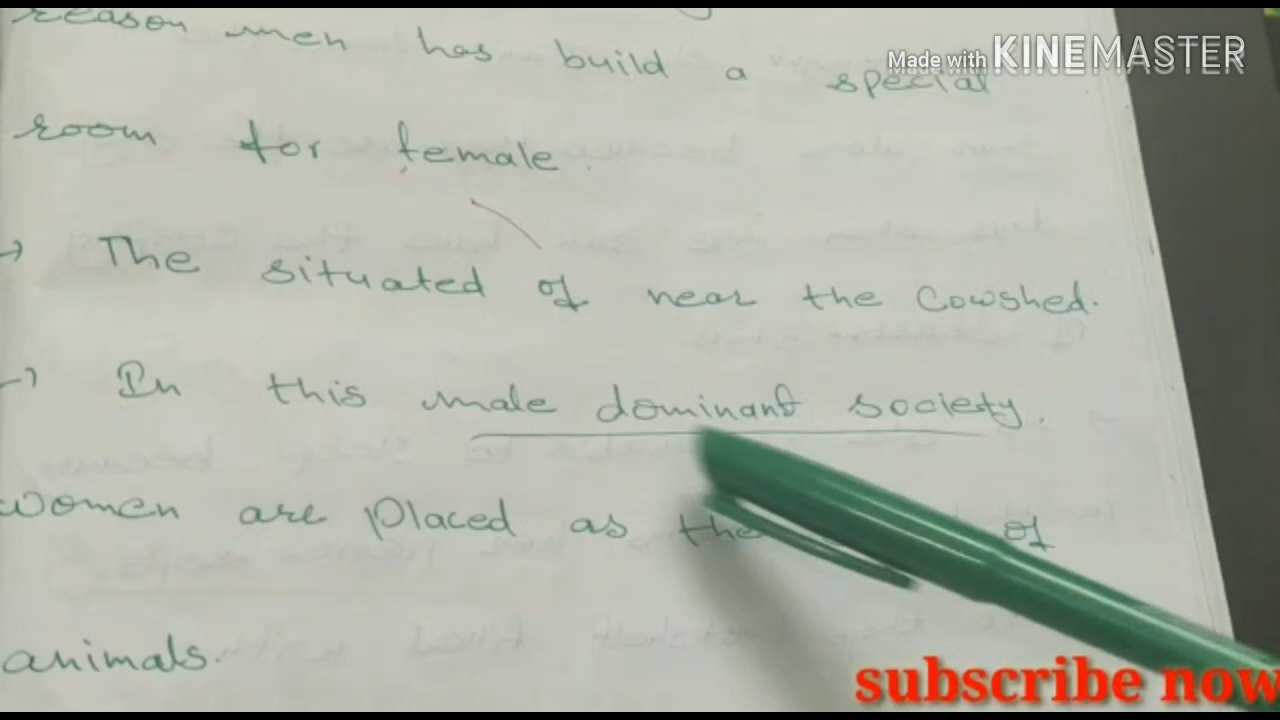 reason men has build a special
Made with KINEMASTER
room for female.
→ The situated of near the cowshed.
→ In this male dominant society.
women are placed as the of
animals.
subscribe now